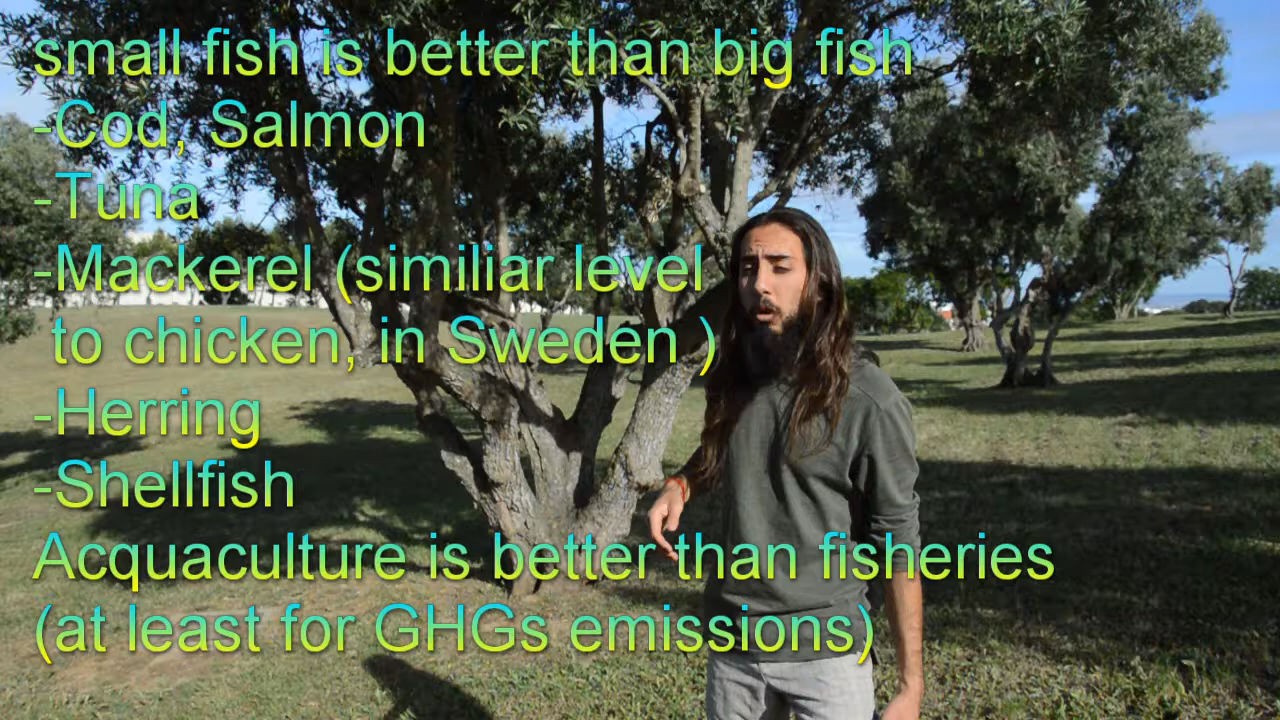 small fish is better than big fish
-Cod, Salmon
-Tuna
-Mackerel (similiar level
to chicken, in Sweden )
-Herring
-Shellfish
Acquaculture is better than fisheries
(at least for GHGs emissions)